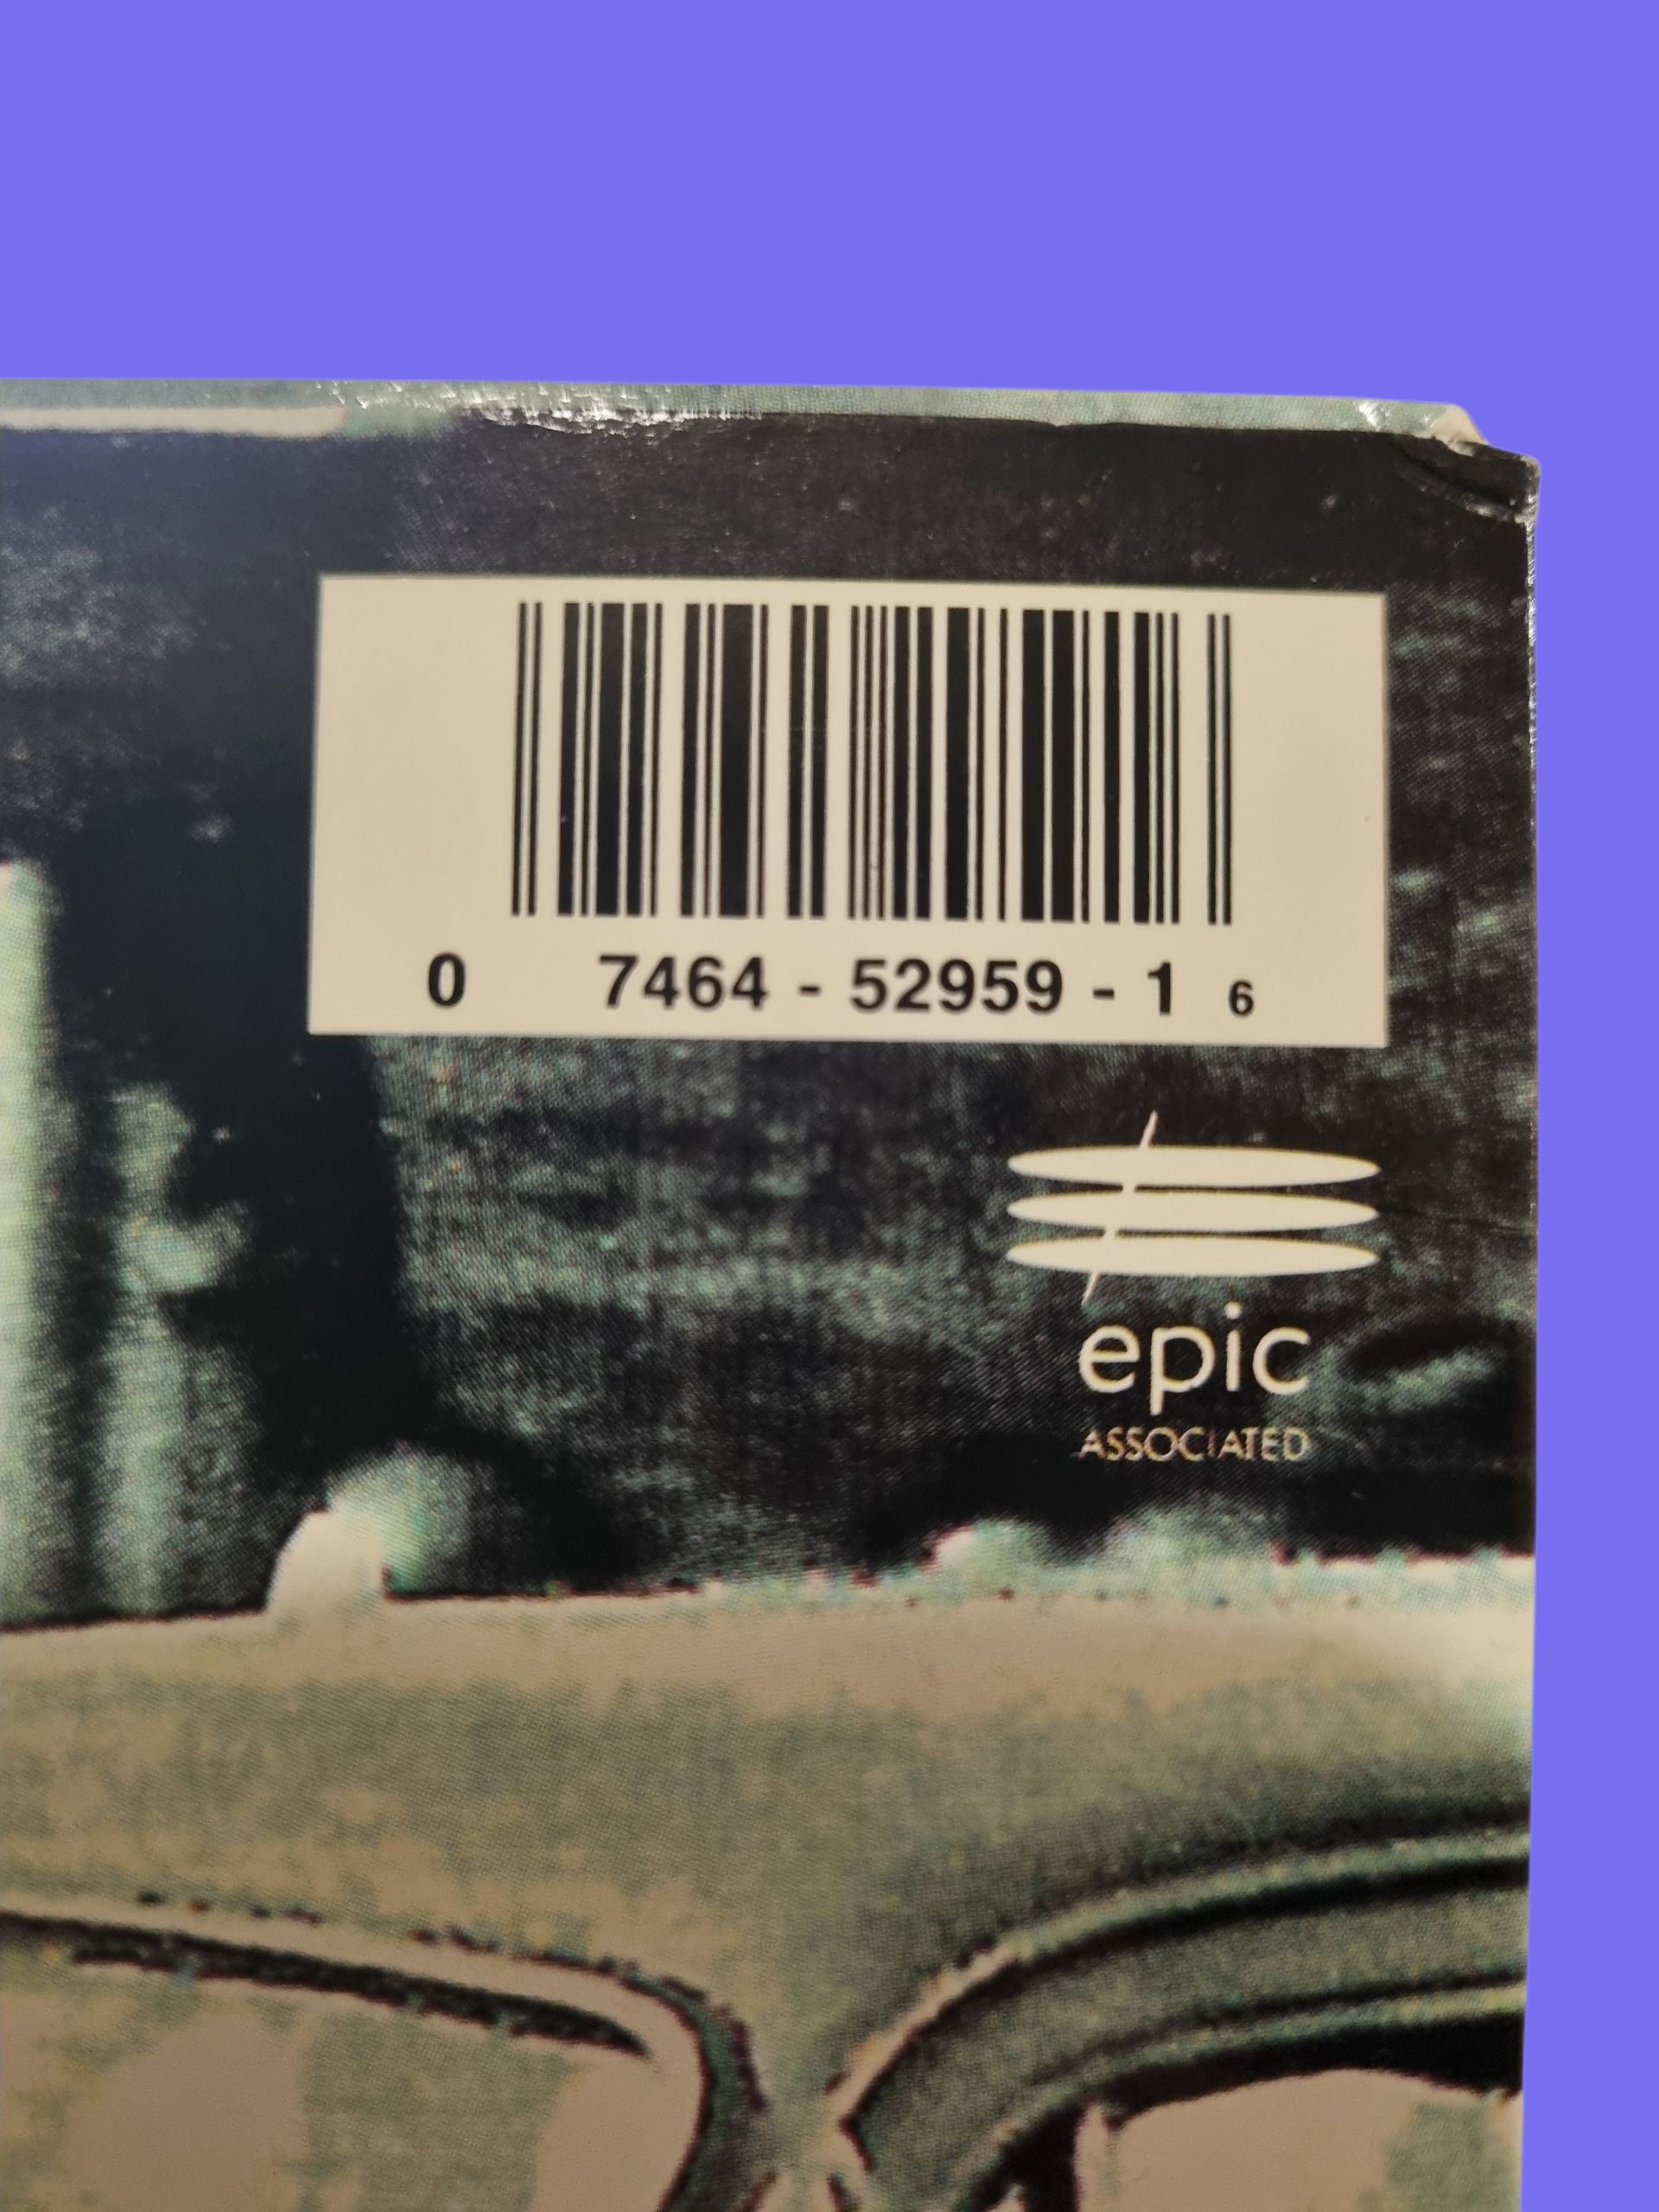 0 7464 - 52959 - 1 6
epic
ASSOCIATED